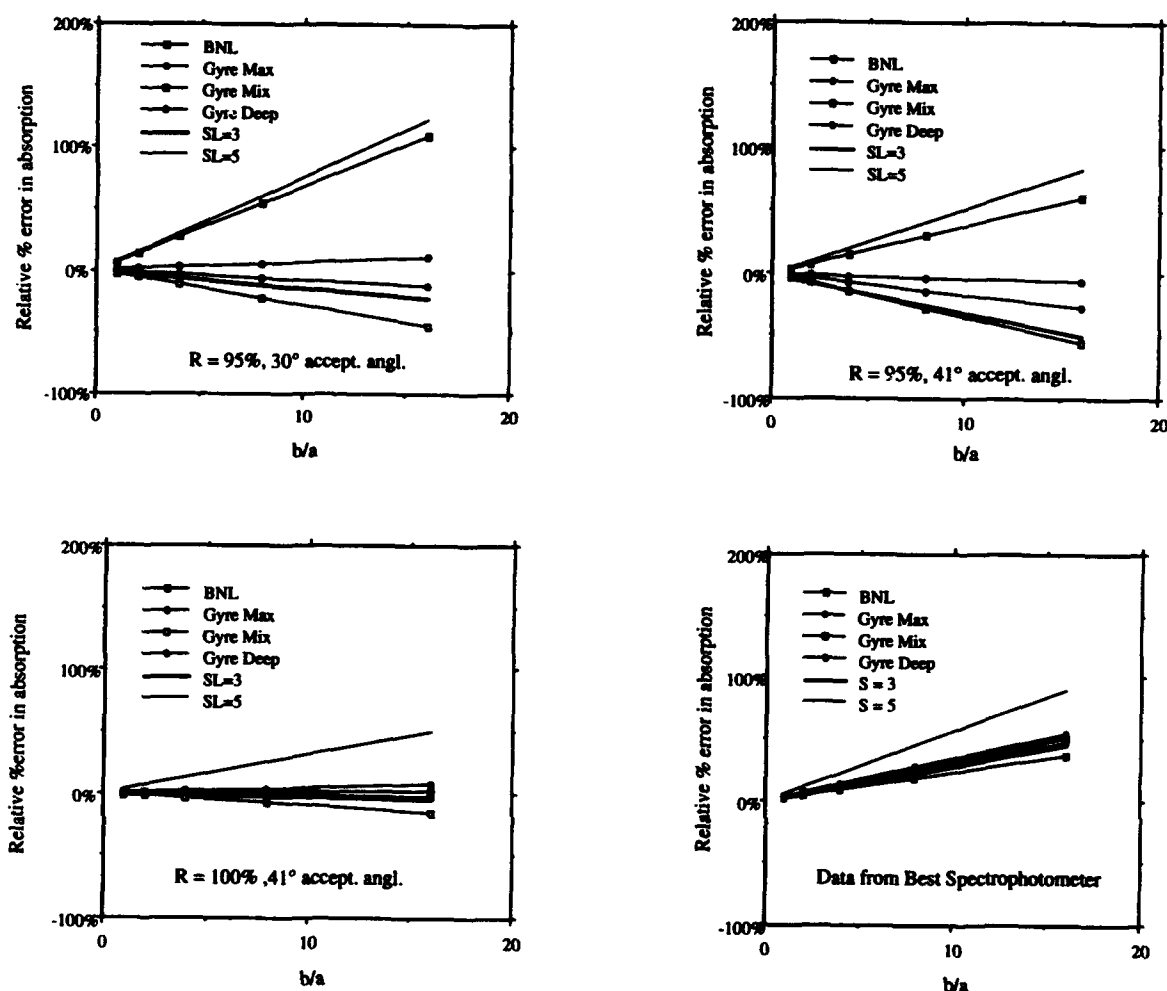 200%
100%
0%
-100%
Relative % error in absorption
BNL
Gyre Max
Gyre Mix
Gyre Deep
SL=3
SL=5
R = 95%, 30° accept. angl.
0
10
20
b/a
200%
100%
0%
-100%
Relative % error in absorption
BNL
Gyre Max
Gyre Mix
Gyre Deep
SL=3
SL=5
R = 95%, 41° accept. angl.
0
10
20
b/a
200%
100%
0%
-100%
Relative %error in absorption
BNL
Gyre Max
Gyre Mix
Gyre Deep
SL=3
SL=5
R = 100% ,41° accept. angl.
0
10
20
b/a
200%
100%
0%
-100%
Relative % error in absorption
BNL
Gyre Max
Gyre Mix
Gyre Deep
S = 3
S = 5
Data from Best Spectrophotometer
0
10
20
b/a